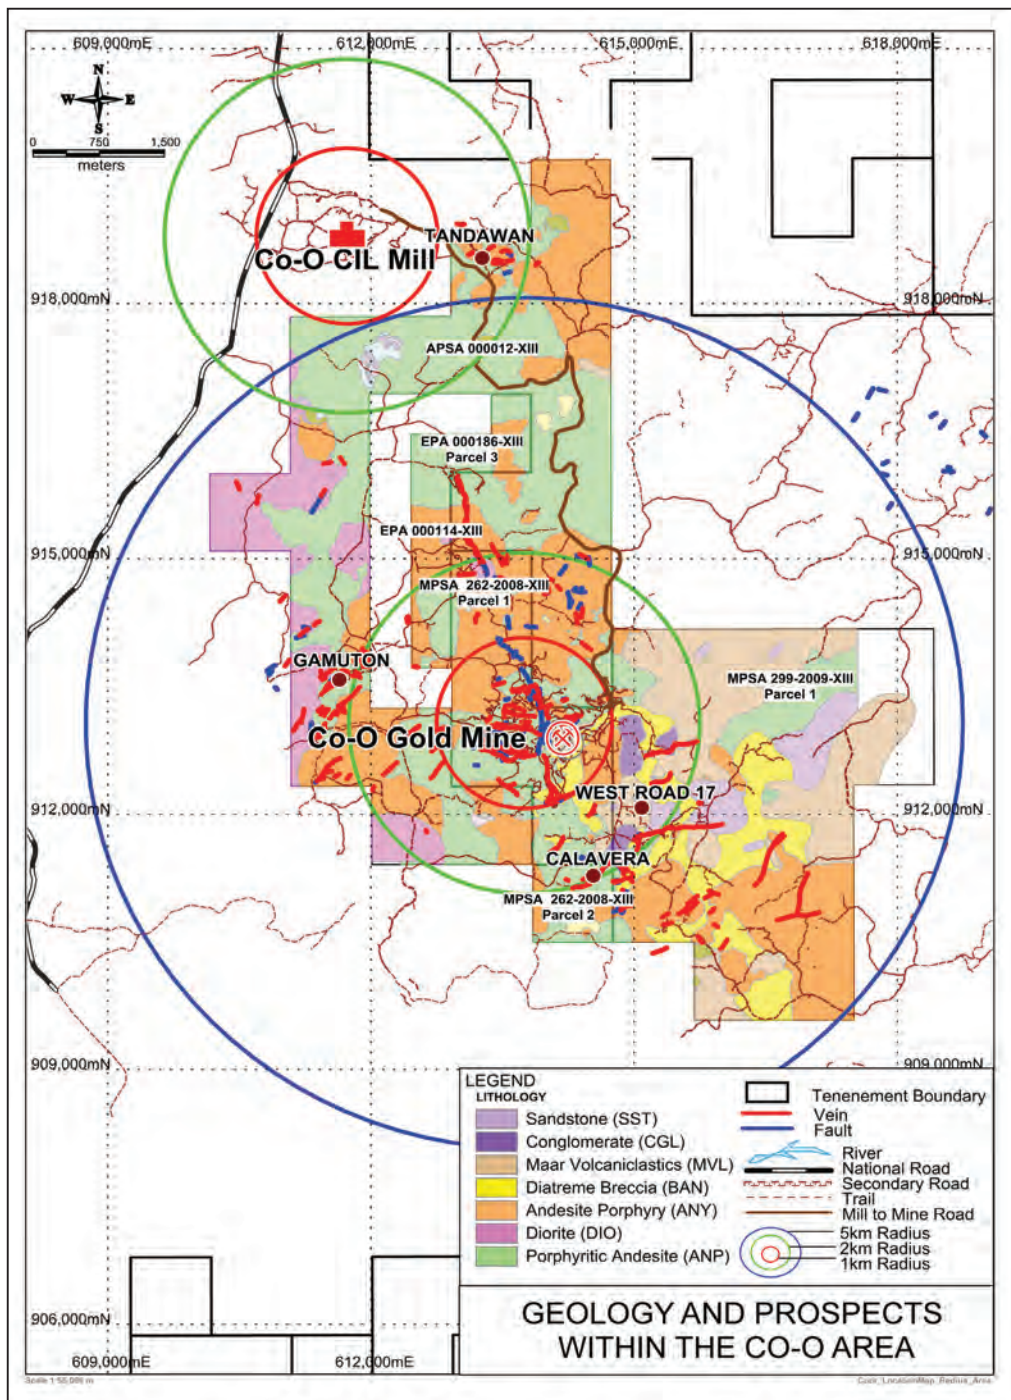 609,000mE 612,000mE 615,000mE 618,000mE
N
W E
S
0 750 1,500
meters
TANDAWAN
Co-O CIL Mill
918,000mN 918,000mN
APSA 000012-XIII
EPA 000186-XIII
Parcel 3
EPA 000114-XIII
915,000mN 915,000mN
MPSA 262-2008-XIII
Parcel 1
GAMUTON
MPSA 299-2009-XIII
Parcel 1
Co-O Gold Mine
WEST ROAD 17
912,000mN 912,000mN
CALAVERA
MPSA 262-2008-XIII
Parcel 2
909,000mN 909,000mN
LEGEND
LITHOLOGY
Sandstone (SST)
Conglomerate (CGL)
Maar Volcaniclastics (MVL)
Diatreme Breccia (BAN)
Andesite Porphyry (ANY)
Diorite (DIO)
Porphyritic Andesite (ANP)
Tenenement Boundary
Vein
Fault
River
National Road
Secondary Road
Trail
Mill to Mine Road
5km Radius
2km Radius
1km Radius
906,000mN
GEOLOGY AND PROSPECTS
WITHIN THE CO-O AREA
609,000mE 612,000mE